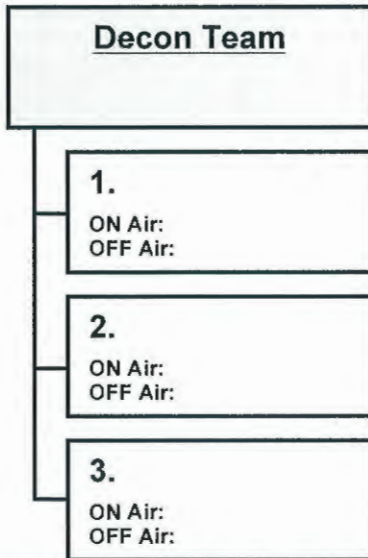 Decon Team
1.
ON Air:
OFF Air:
2.
ON Air:
OFF Air:
3.
ON Air:
OFF Air: